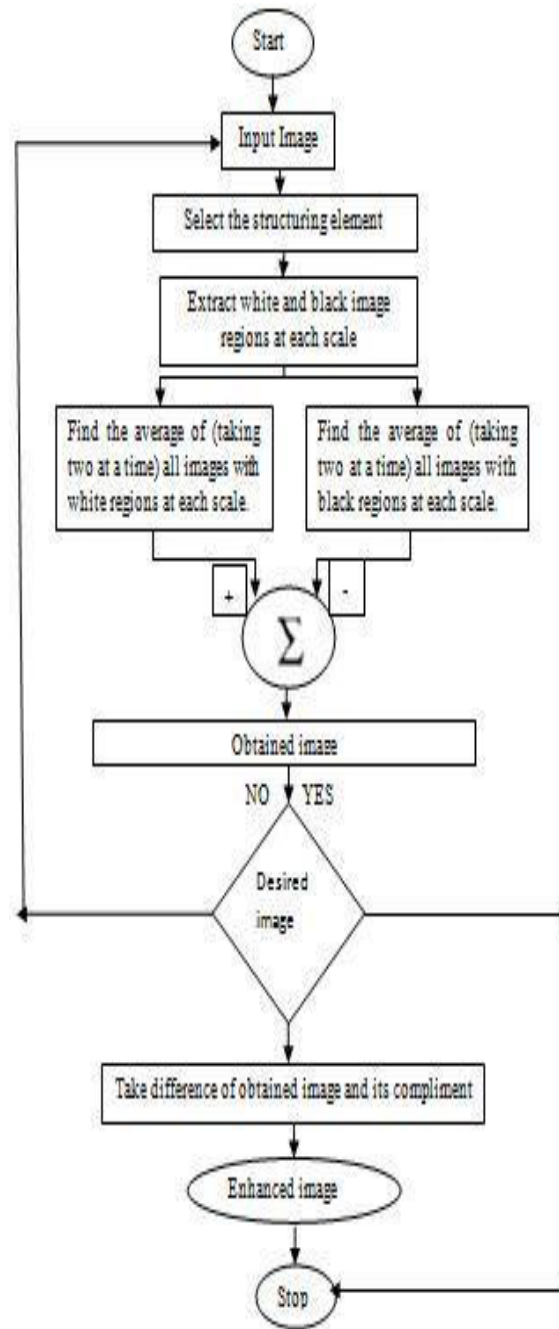 Start
Input Image
Select the structuring element
Extract white and black image
regions at each scale
Find the average of (taking
two at a time) all images with
white regions at each scale.
Find the average of (taking
two at a time) all images with
black regions at each scale.
+
-
Σ
Obtained image
NO YES
Desired
image
Take difference of obtained image and its compliment
Enhanced image
Stop